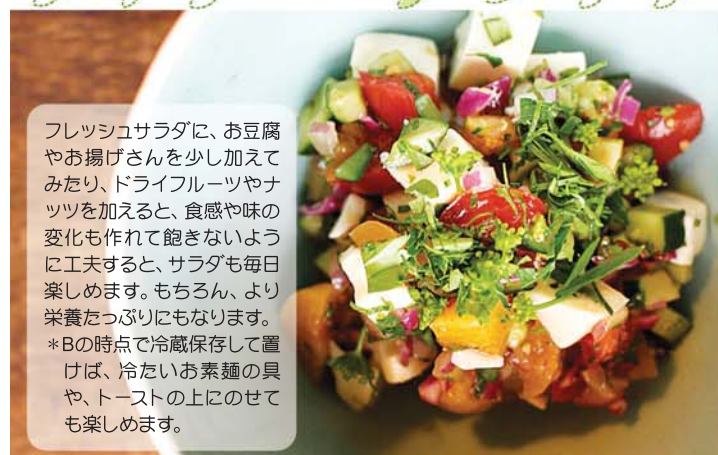 フレッシュサラダに、お豆腐
やお揚げさんを少し加えて
みたり、ドライフルーツやナ
ッツを加えると、食感や味の
変化も作れて飽きないよう
に工夫すると、サラダも毎日
楽しめます。もちろん、より
栄養たっぷりにもなります。
＊Bの時点で冷蔵保存して置
けば、冷たいお素麺の具
や、トーストの上にのせて
も楽しめます。